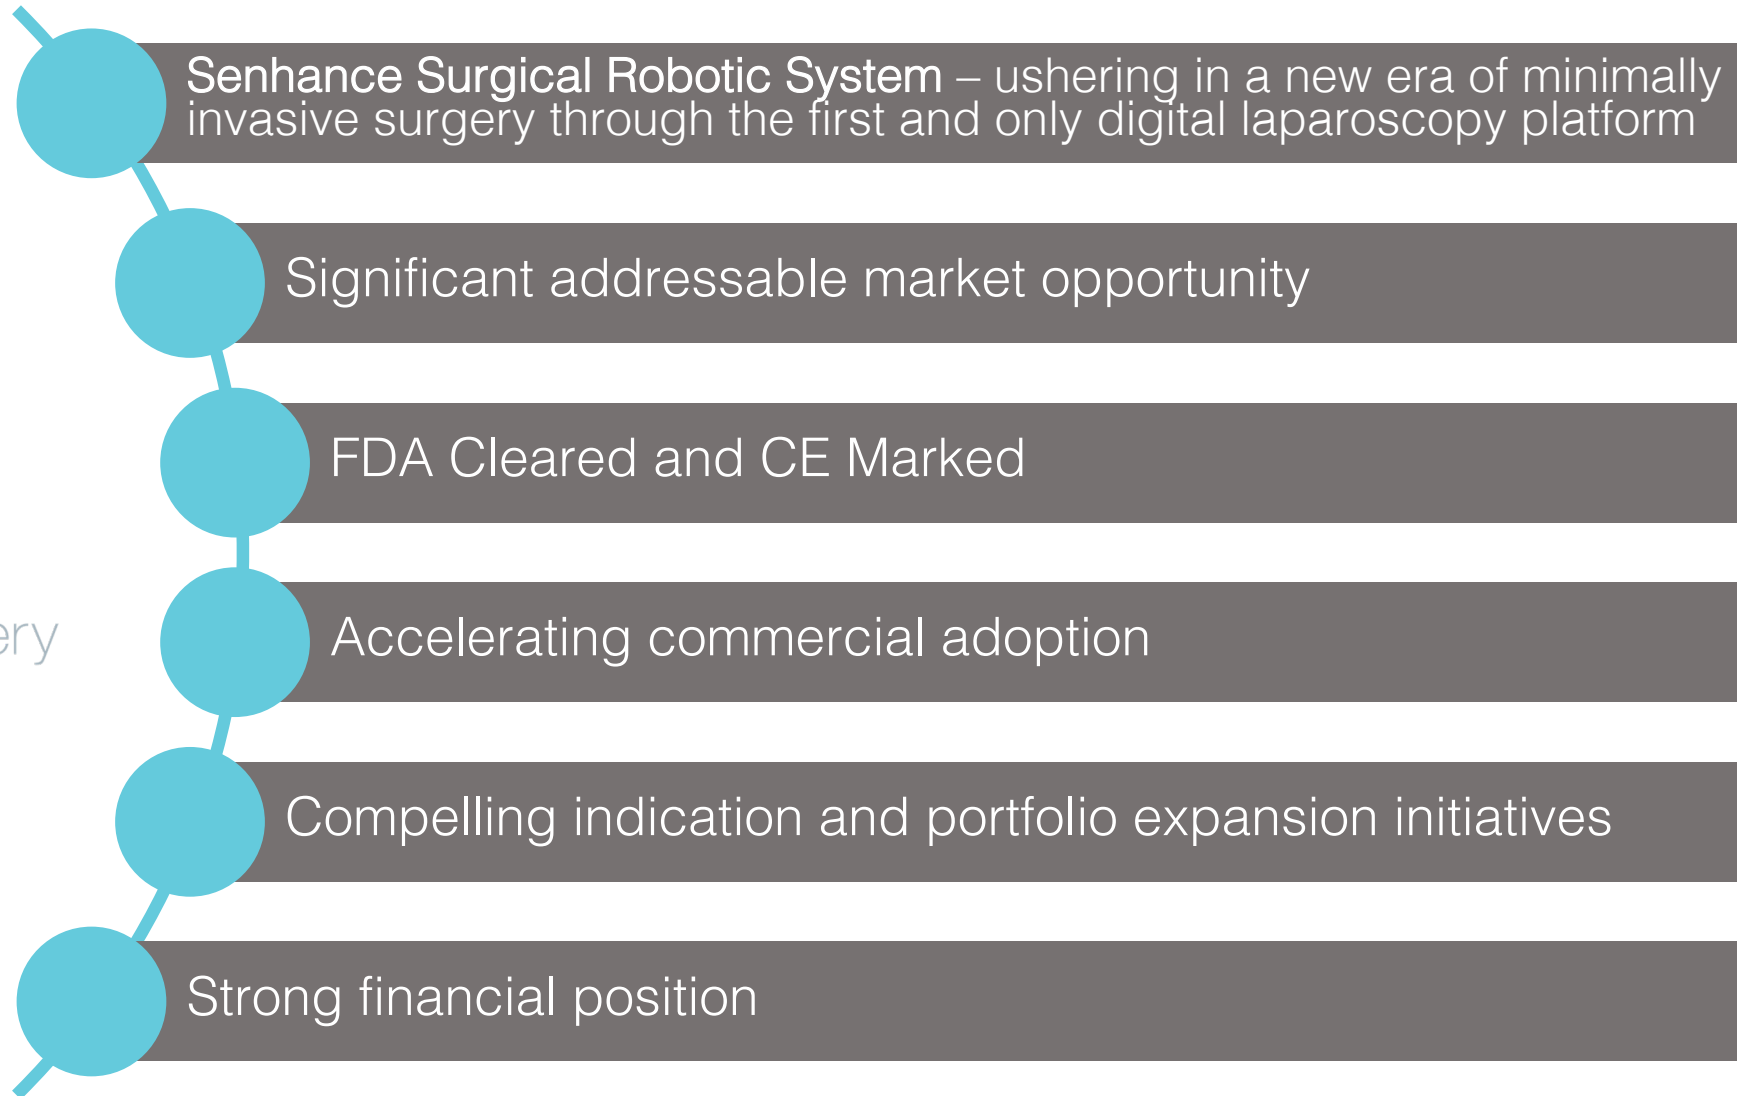 Senhance Surgical Robotic System – ushering in a new era of minimally
invasive surgery through the first and only digital laparoscopy platform
Significant addressable market opportunity
FDA Cleared and CE Marked
Accelerating commercial adoption
Compelling indication and portfolio expansion initiatives
Strong financial position